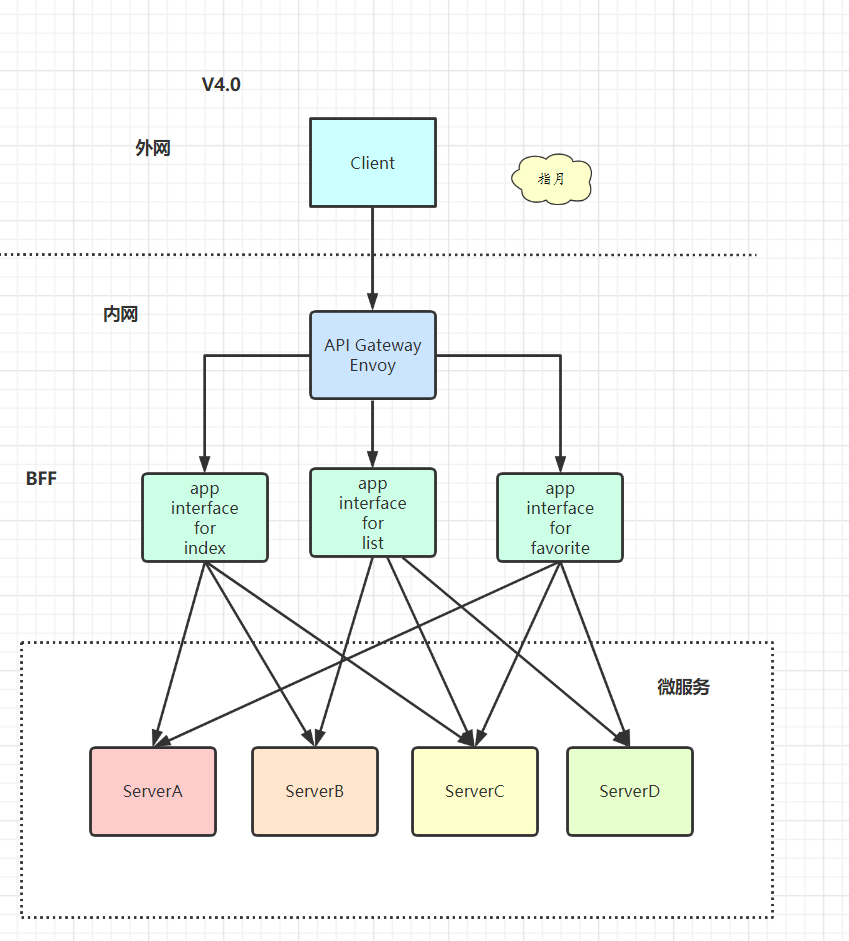 V4.0
外网
Client
指月
内网
API Gateway
Envoy
BFF
app
interface
for
index
app
interface
for
list
app
interface
for
favorite
微服务
ServerA
ServerB
ServerC
ServerD